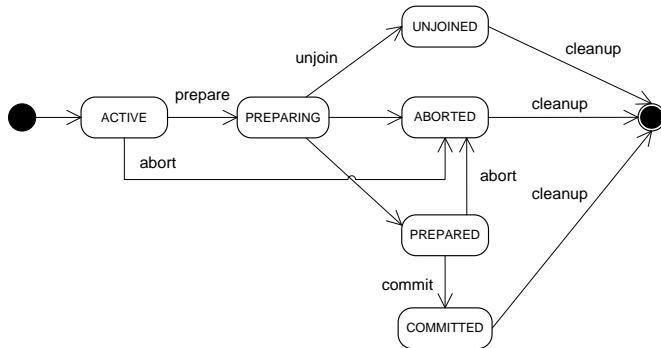 UNJOINED
unjoin
cleanup
prepare
cleanup
ACTIVE
PREPARING
ABORTED
abort
abort
cleanup
PREPARED
commit
COMMITTED